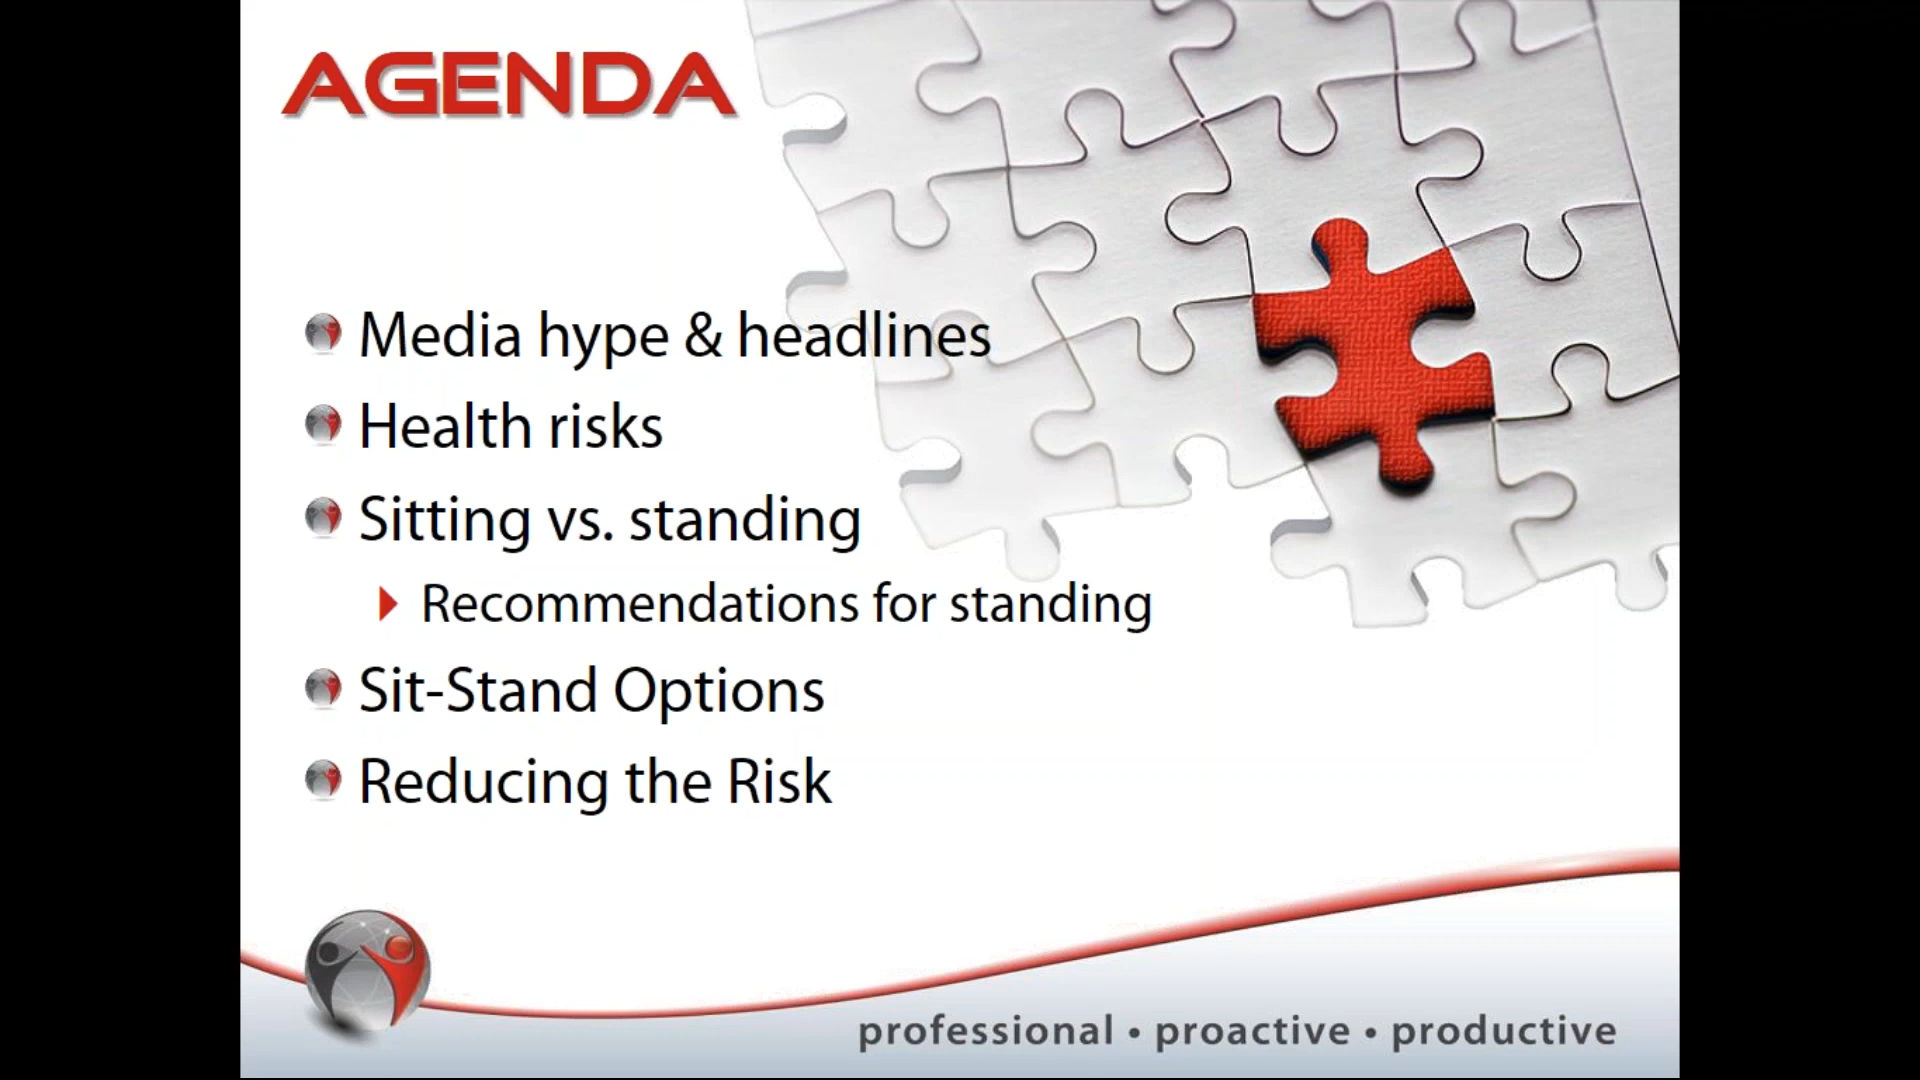 AGENDA
Media hype & headlines
Health risks
Sitting vs. standing
Recommendations for standing
Sit-Stand Options
Reducing the Risk
professional • proactive • productive